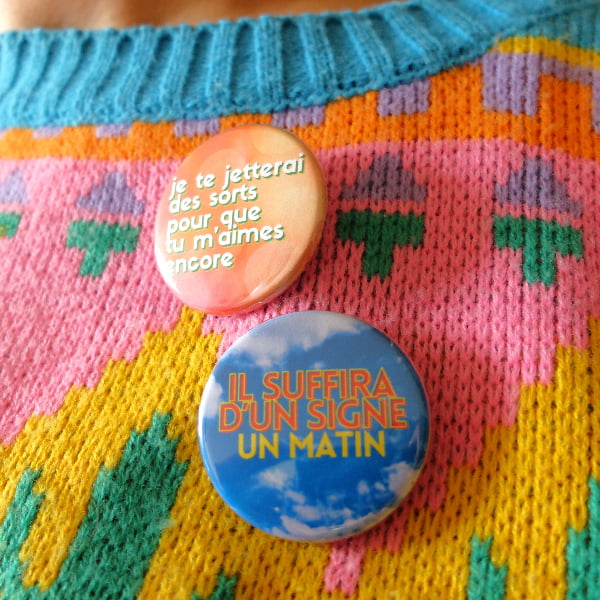 je te jetterai
des sorts
pour que
tu m'aimes
encore
IL SUFFIRA
D'UN SIGNE
UN MATIN